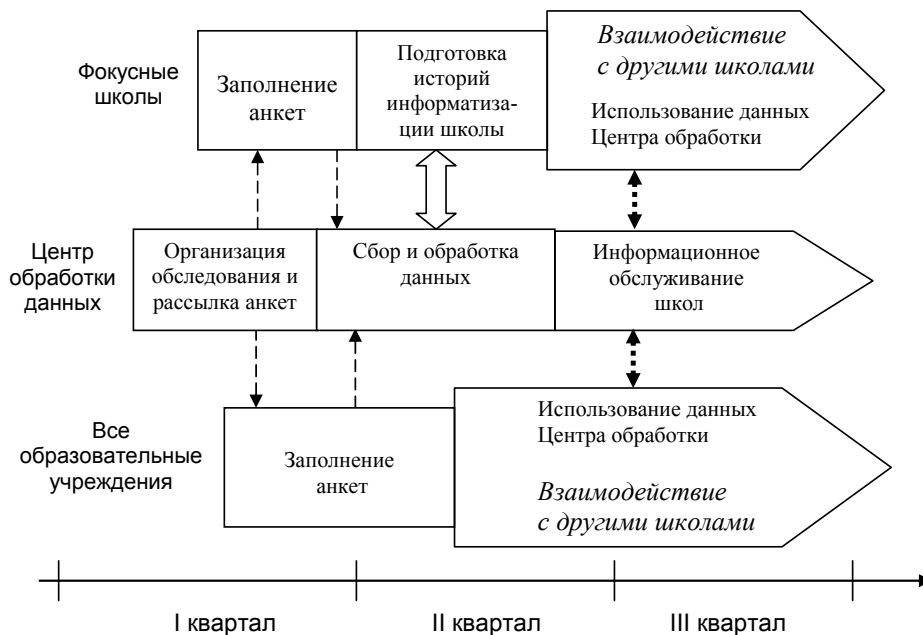 Фокусные
школы
Заполнение
анкет
Подготовка
историй
информатиза-
ции школы
Взаимодействие
с другими школами
Использование данных
Центра обработки
Центр
обработки
данных
Организация
обследования и
рассылка анкет
Сбор и обработка
данных
Информационное
обслуживание
школ
Все
образовательные
учреждения
Заполнение
анкет
Использование данных
Центра обработки
Взаимодействие
с другими школами
I квартал
II квартал
III квартал